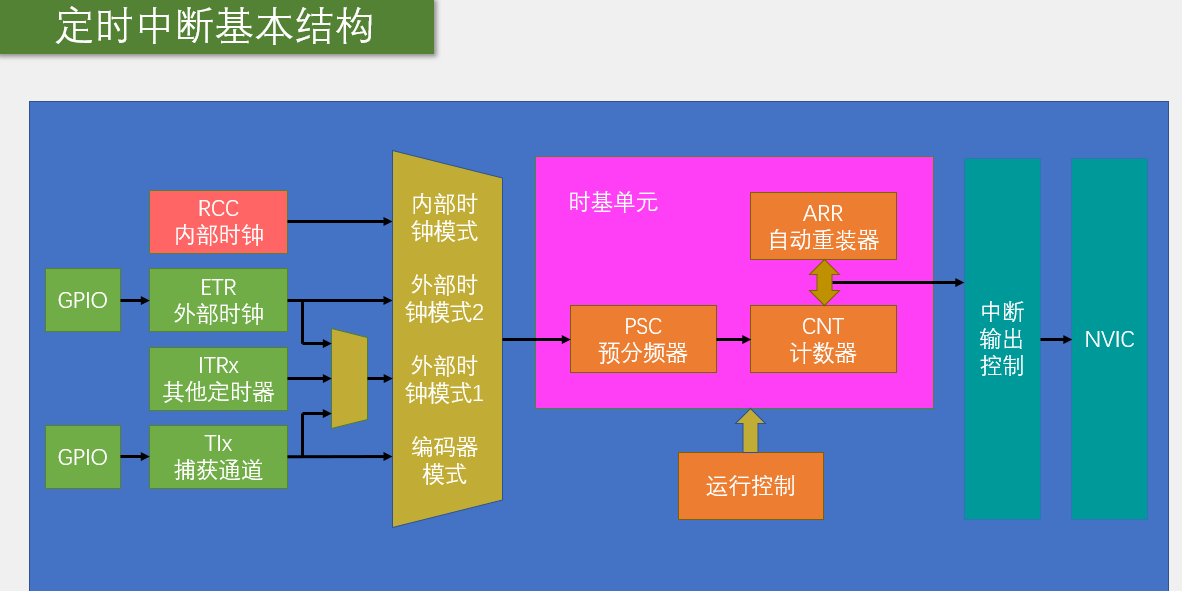 定时中断基本结构
RCC
内部时钟
GPIO
ETR
外部时钟
ITRx
其他定时器
GPIO
TIx
捕获通道
内部时
钟模式
外部时
钟模式2
外部时
钟模式1
编码器
模式
时基单元
ARR
自动重装器
PSC
预分频器
CNT
计数器
运行控制
中断
输出
控制
NVIC